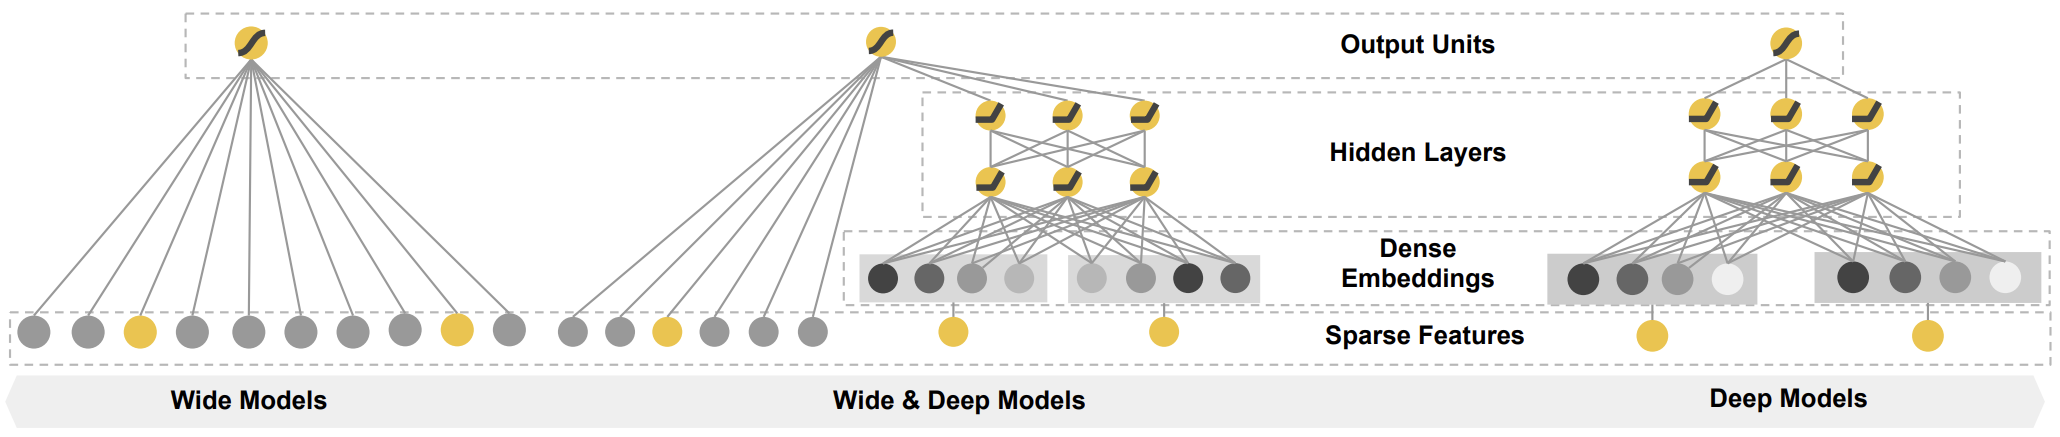 Output Units
Hidden Layers
Dense
Embeddings
Sparse Features
Wide Models
Wide & Deep Models
Deep Models